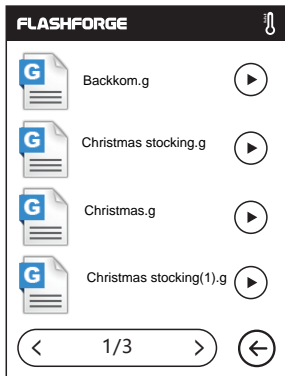 FLASHFORGE
G Backkom.g
G Christmas stocking.g
G Christmas.g
G Christmas stocking(1).g
1/3